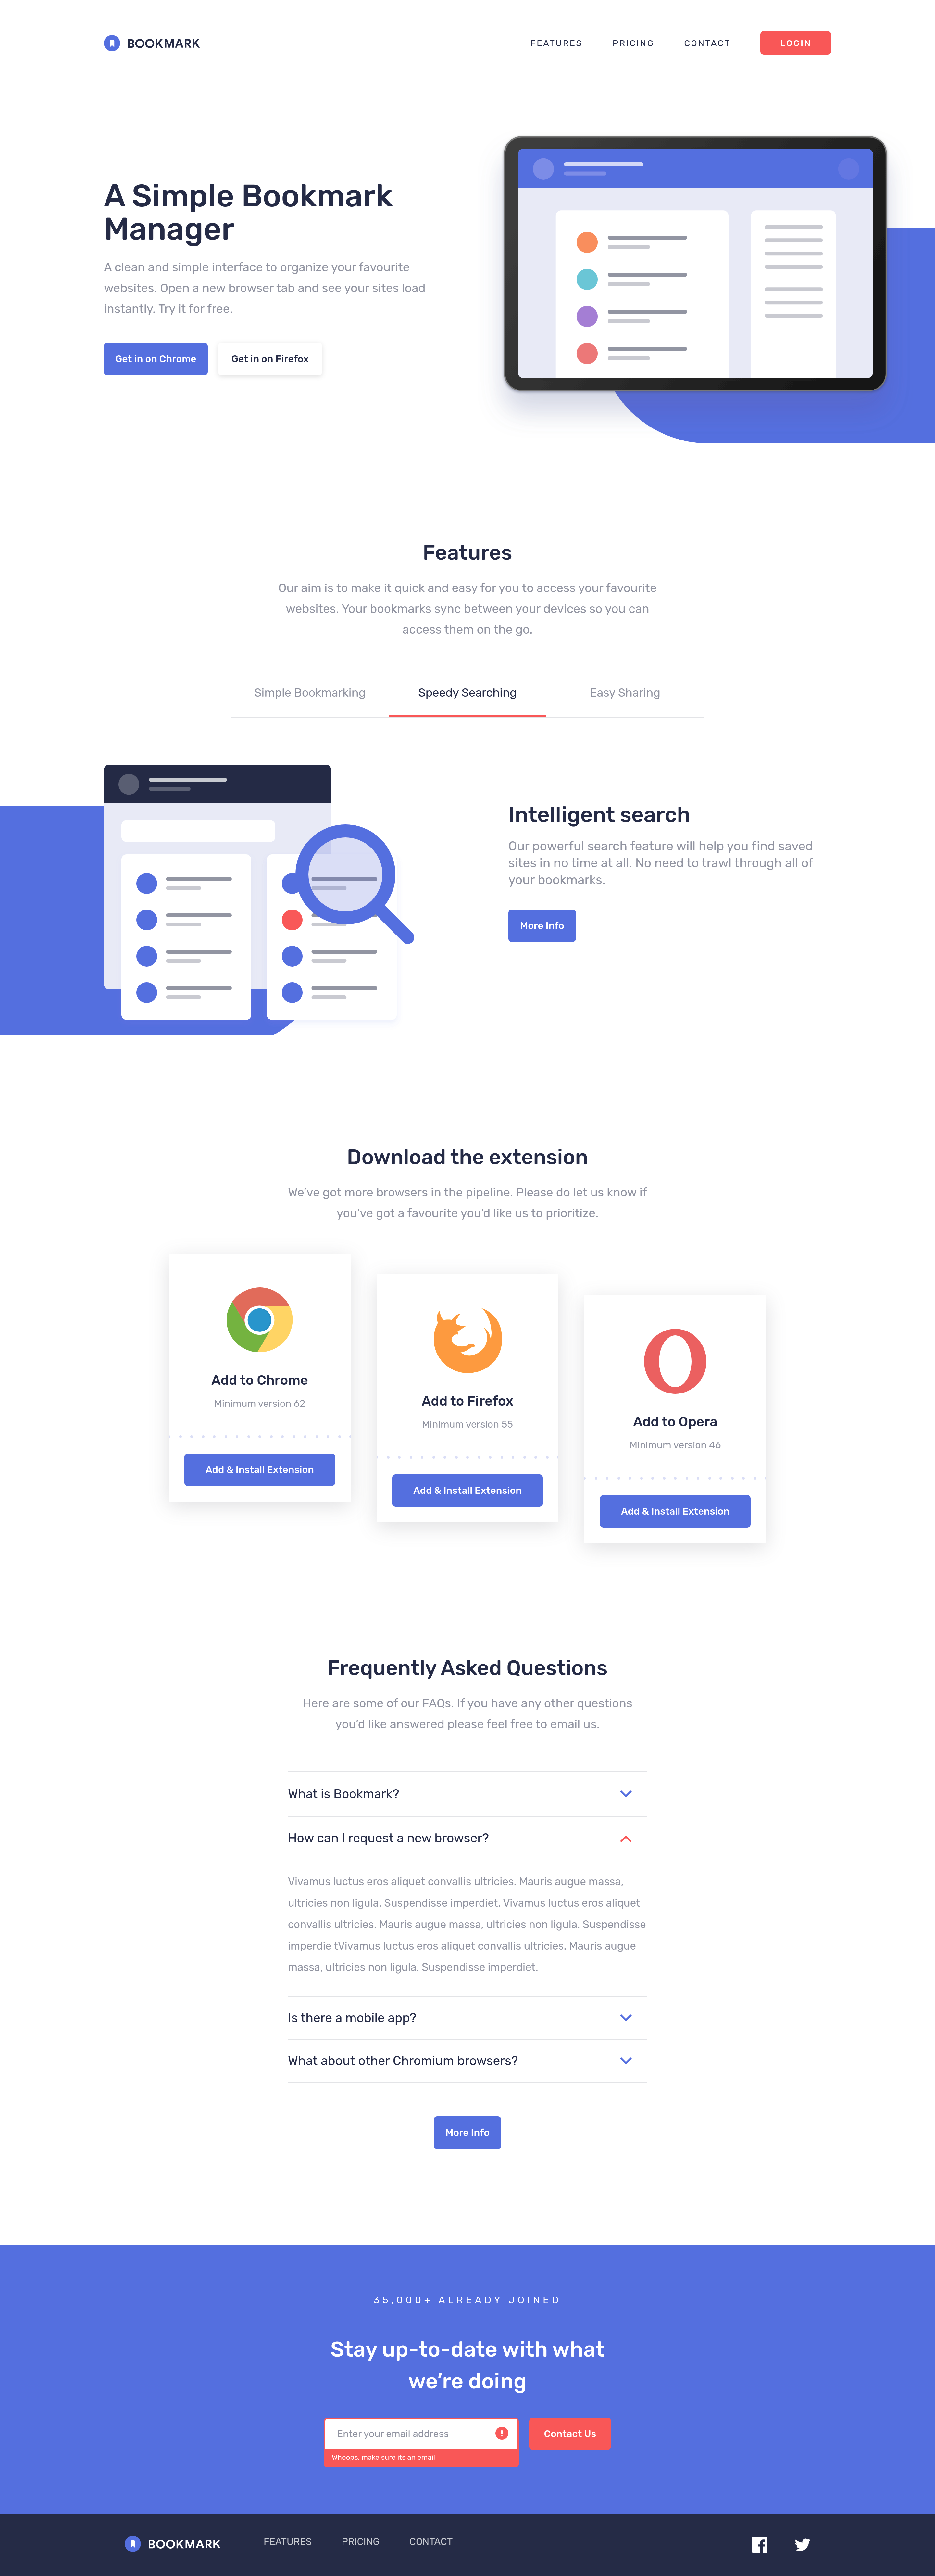 BOOKMARK
FEATURES
PRICING
CONTACT
LOGIN
A Simple Bookmark
Manager
A clean and simple interface to organize your favourite
websites. Open a new browser tab and see your sites load
instantly. Try it for free.
Get in on Chrome
Get in on Firefox
Features
Our aim is to make it quick and easy for you to access your favourite
websites. Your bookmarks sync between your devices so you can
access them on the go.
Simple Bookmarking
Speedy Searching
Easy Sharing
Intelligent search
Our powerful search feature will help you find saved
sites in no time at all. No need to trawl through all of
your bookmarks.
More Info
Download the extension
We've got more browsers in the pipeline. Please do let us know if
you've got a favourite you'd like us to prioritize.
Add to Chrome
Minimum version 62
Add & Install Extension
Add to Firefox
Minimum version 55
Add & Install Extension
Add to Opera
Minimum version 46
Add & Install Extension
Frequently Asked Questions
Here are some of our FAQs. If you have any other questions
you'd like answered please feel free to email us.
What is Bookmark?
How can I request a new browser?
Vivamus luctus eros aliquet convallis ultricies. Mauris augue massa,
ultricies non ligula. Suspendisse imperdiet. Vivamus luctus eros aliquet
convallis ultricies. Mauris augue massa, ultricies non ligula. Suspendisse
imperdie tVivamus luctus eros aliquet convallis ultricies. Mauris augue
massa, ultricies non ligula. Suspendisse imperdiet.
Is there a mobile app?
What about other Chromium browsers?
More Info
35,000+ ALREADY JOINED
Stay up-to-date with what
we're doing
Enter your email address
!
Contact Us
Whoops, make sure its an email
BOOKMARK
FEATURES
PRICING
CONTACT